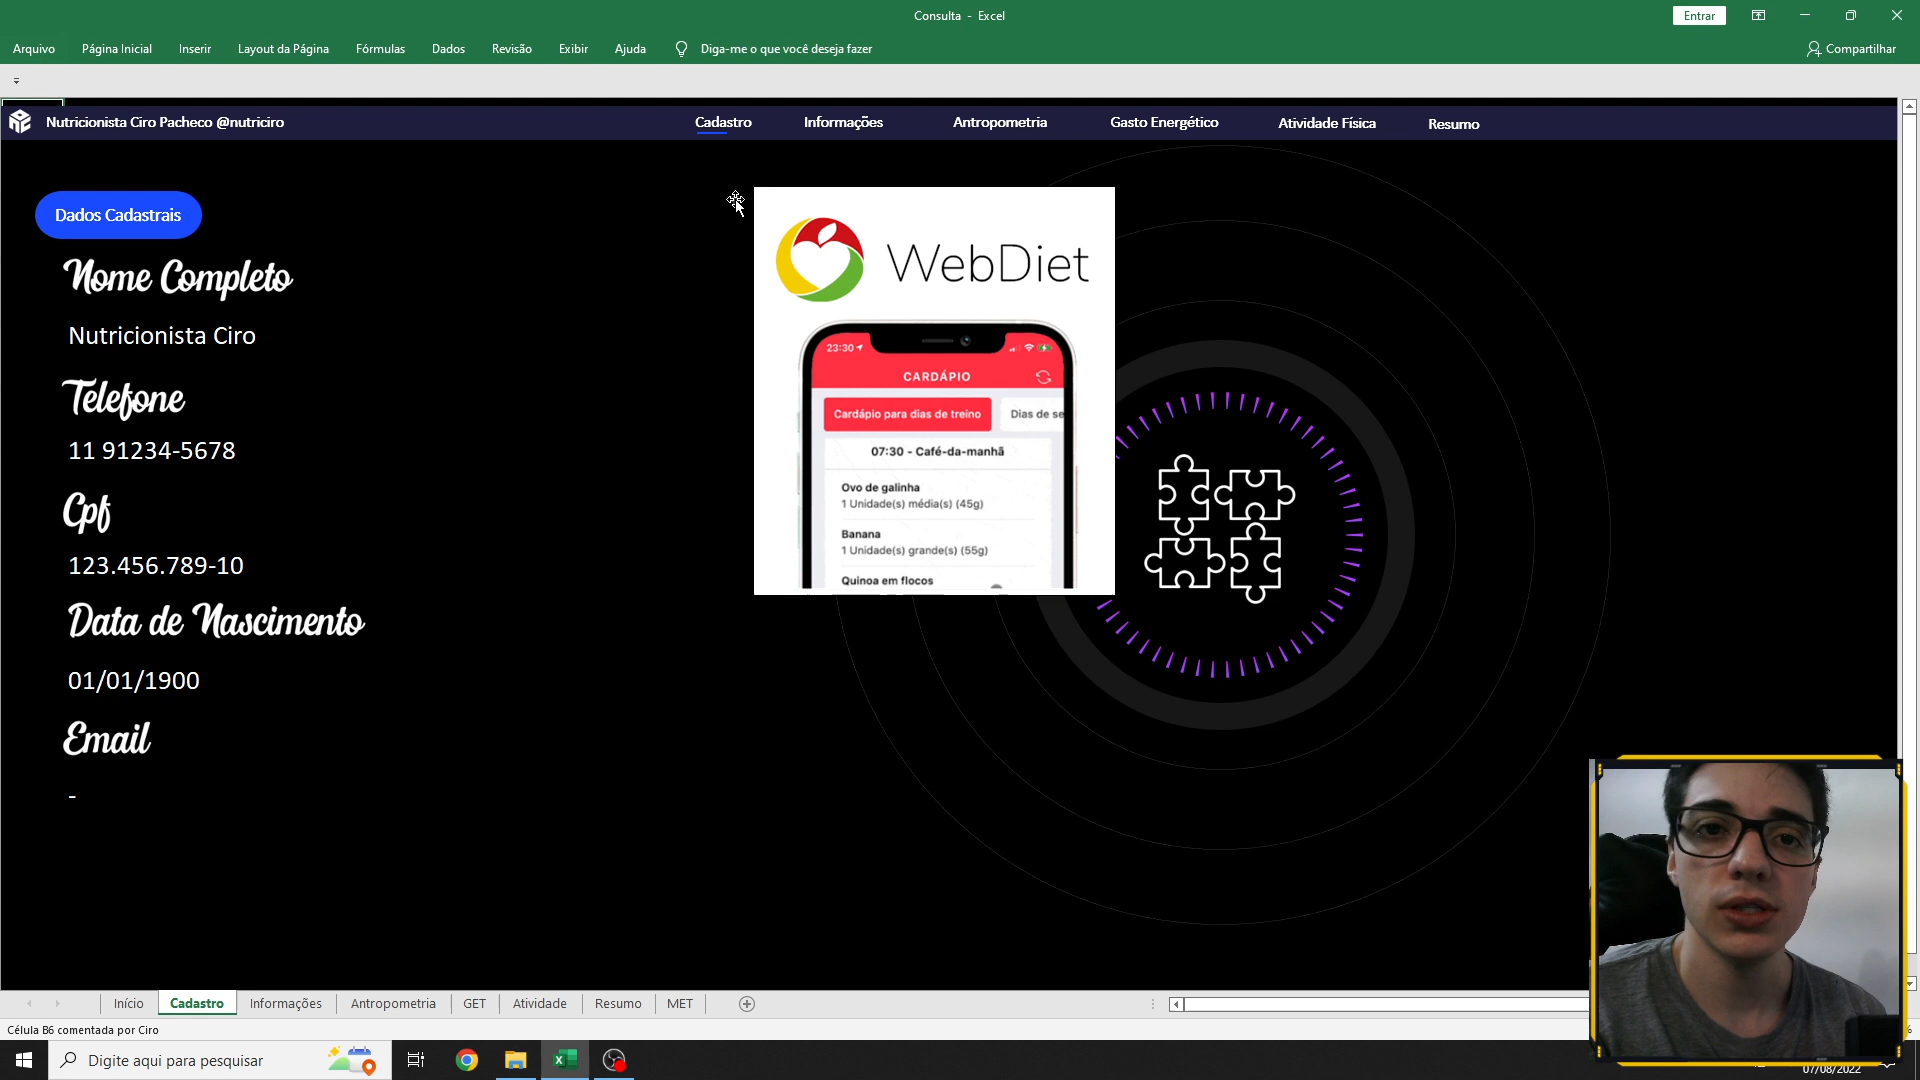 Consulta - Excel
Entrar
Arquivo
Página Inicial
Inserir
Layout da Página
Fórmulas
Dados
Revisão
Exibir
Ajuda
Diga-me o que você deseja fazer
Compartilhar
Nutricionista Ciro Pacheco @nutriciro
Cadastro
Informações
Antropometria
Gasto Energético
Atividade Física
Resumo
Dados Cadastrais
Nome Completo
Nutricionista Ciro
Telefone
11 91234-5678
Cpf
123.456.789-10
Data de Nascimento
01/01/1900
Email
-
WebDiet
23:30
CARDÁPIO
Cardápio para dias de treino
Dias de se
07:30 - Café-da-manhã
Ovo de galinha
1 Unidade(s) média(s) (45g)
Banana
1 Unidade(s) grande(s) (55g)
Quinoa em flocos
Início
Cadastro
Informações
Antropometria
GET
Atividade
Resumo
MET
Célula B6 comentada por Ciro
Digite aqui para pesquisar
07/08/2022